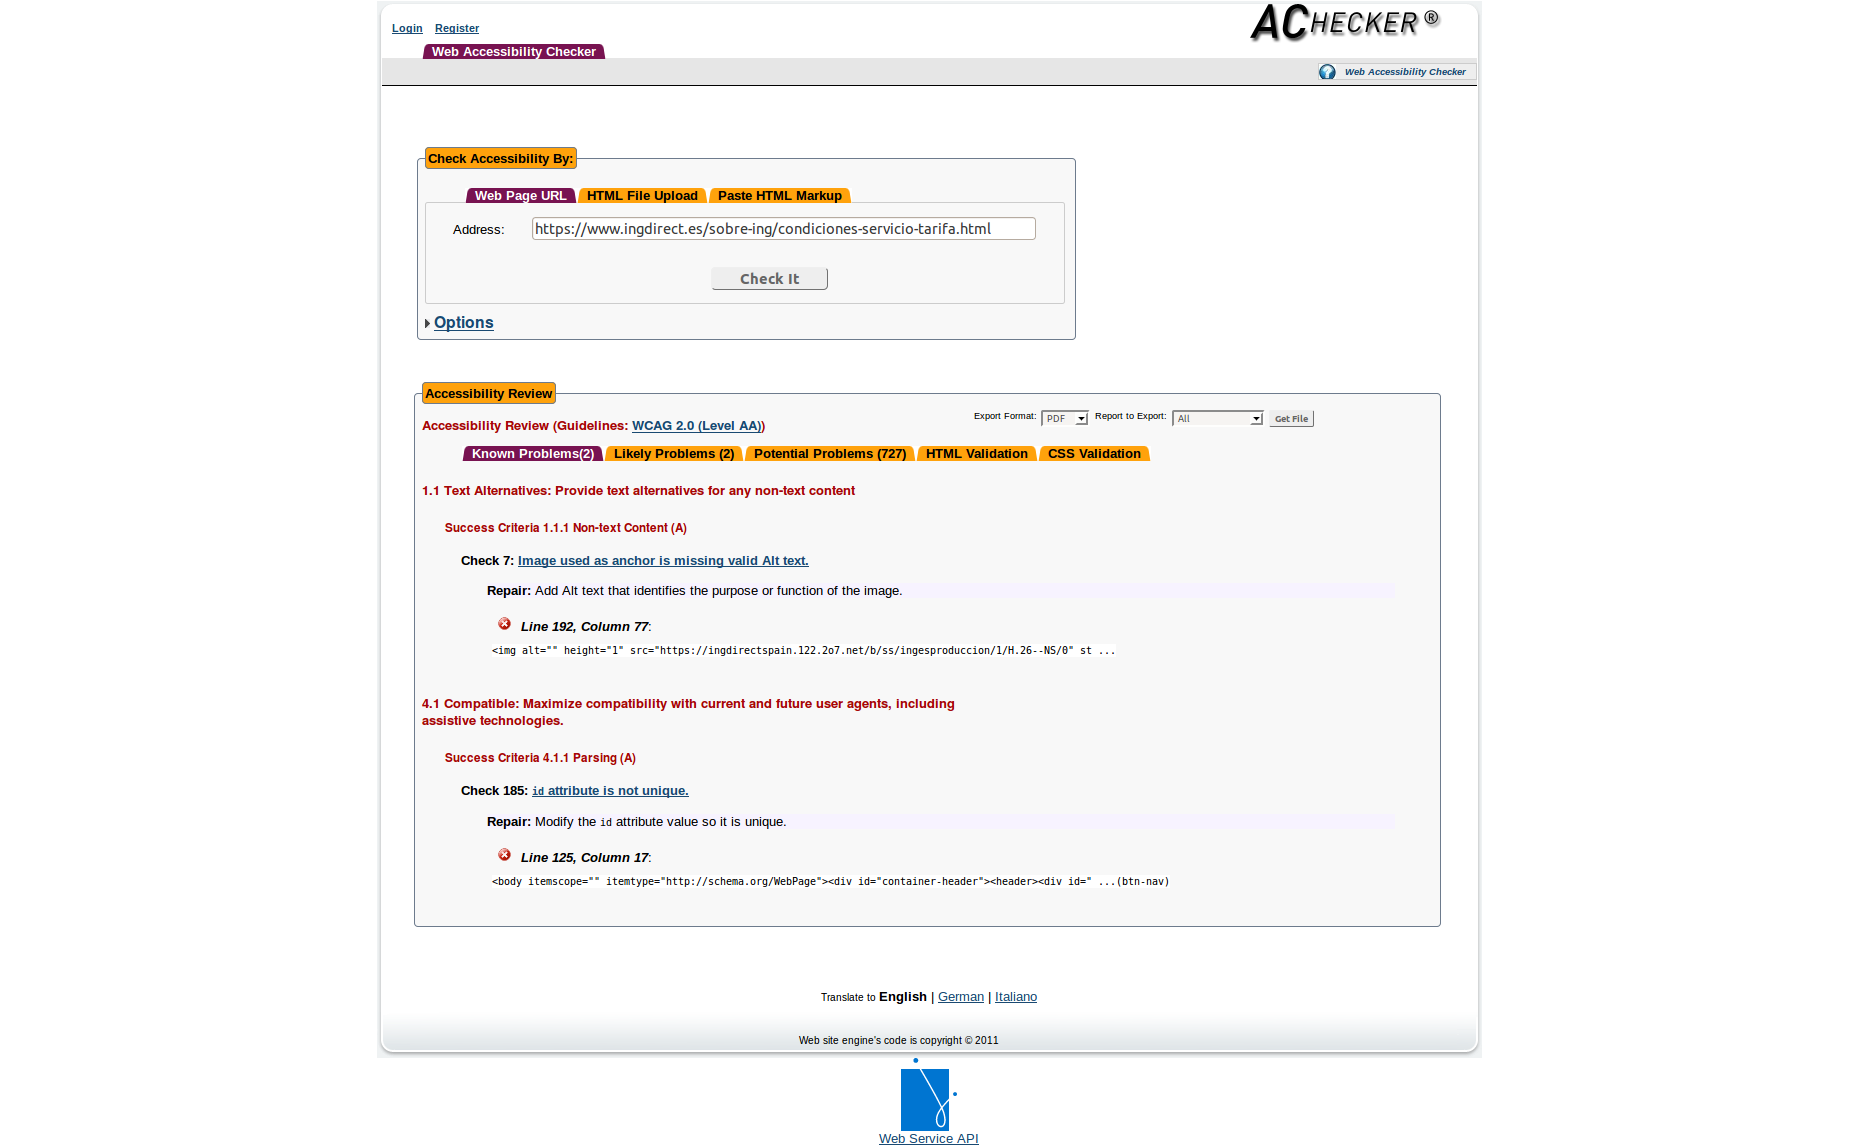 Login Register
ACHECKER ®
Web Accessibility Checker
Web Accessibility Checker
Check Accessibility By:
Web Page URL HTML File Upload Paste HTML Markup
Address: https://www.ingdirect.es/sobre-ing/condiciones-servicio-tarifa.html
Check It
Options
Accessibility Review
Export Format: PDF Report to Export: All Get File
Accessibility Review (Guidelines: WCAG 2.0 (Level AA))
Known Problems(2) Likely Problems (2) Potential Problems (727) HTML Validation CSS Validation
1.1 Text Alternatives: Provide text alternatives for any non-text content
Success Criteria 1.1.1 Non-text Content (A)
Check 7: Image used as anchor is missing valid Alt text.
Repair: Add Alt text that identifies the purpose or function of the image.
Line 192, Column 77:
<img alt="" height="1" src="https://ingdirectspain.122.2o7.net/b/ss/ingesproduccion/1/H.26--NS/0" st ...
4.1 Compatible: Maximize compatibility with current and future user agents, including
assistive technologies.
Success Criteria 4.1.1 Parsing (A)
Check 185: id attribute is not unique.
Repair: Modify the id attribute value so it is unique.
Line 125, Column 17:
<body itemscope="" itemtype="http://schema.org/WebPage"><div id="container-header"><header><div id=" ...(btn-nav)
Translate to English | German | Italiano
Web site engine's code is copyright © 2011
Web Service API